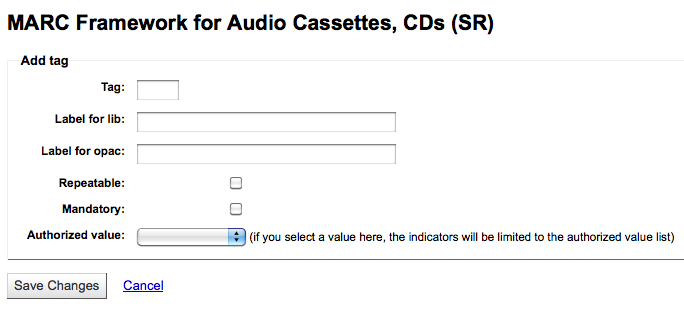 MARC Framework for Audio Cassettes, CDs (SR)
Add tag
Tag:
Label for lib:
Label for opac:
Repeatable:
Mandatory:
Authorized value: (if you select a value here, the indicators will be limited to the authorized value list)
Save Changes Cancel